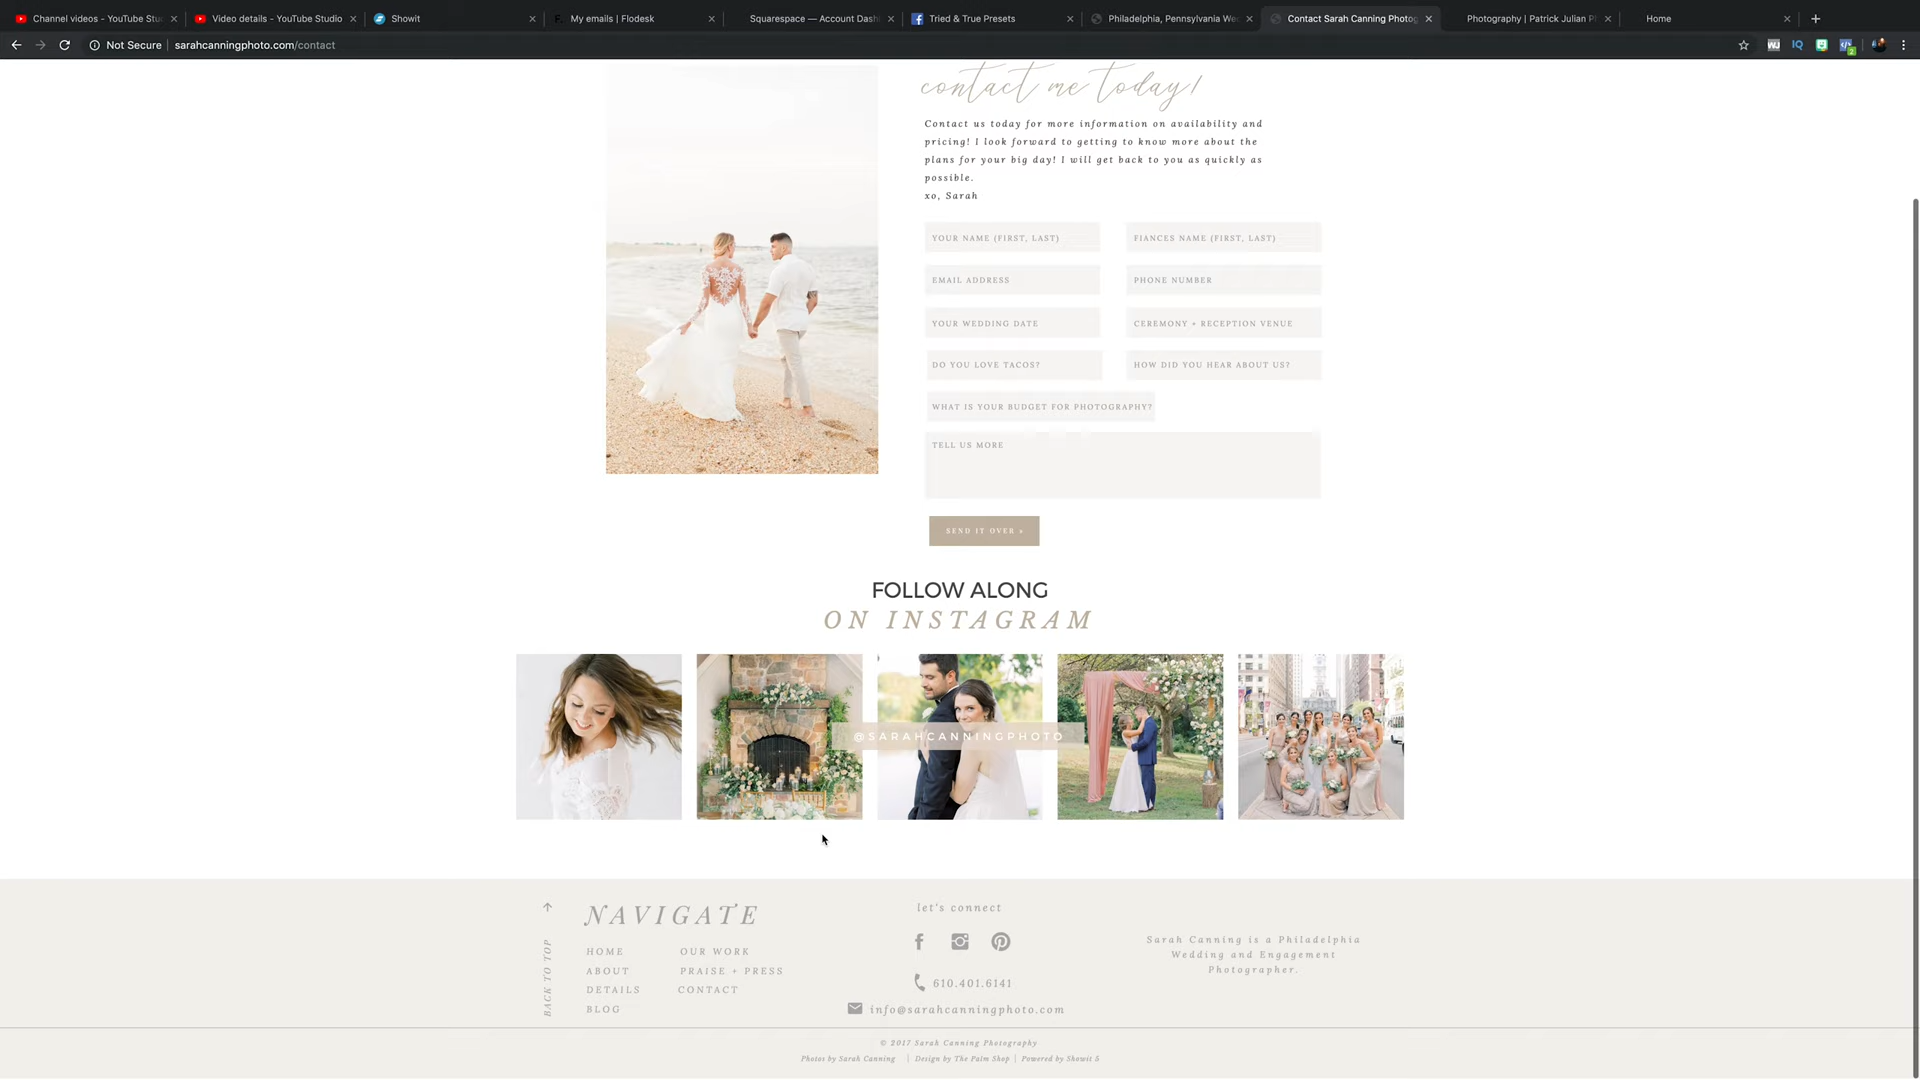 Channel videos - YouTube Stu
Video details - YouTube Studio
Showit
My emails | Flodesk
Squarespace — Account Dash
Tried & True Presets
Philadelphia, Pennsylvania We
Contact Sarah Canning Photog
Photography | Patrick Julian Ph
Home
Not Secure | sarahcanningphoto.com/contact
contact me today!
Contact us today for more information on availability and
pricing! I look forward to getting to know more about the
plans for your big day! I will get back to you as quickly as
possible.
xo, Sarah
YOUR NAME (FIRST, LAST)
FIANCES NAME (FIRST, LAST)
EMAIL ADDRESS
PHONE NUMBER
YOUR WEDDING DATE
CEREMONY + RECEPTION VENUE
DO YOU LOVE TACOS?
HOW DID YOU HEAR ABOUT US?
WHAT IS YOUR BUDGET FOR PHOTOGRAPHY?
TELL US MORE
SEND IT OVER »
FOLLOW ALONG
ON INSTAGRAM
@SARAHCANNINGPHOTO
BACK TO TOP
NAVIGATE
HOME
ABOUT
DETAILS
BLOG
OUR WORK
PRAISE + PRESS
CONTACT
let's connect
610.401.6141
info@sarahcanningphoto.com
Sarah Canning is a Philadelphia
Wedding and Engagement
Photographer.
© 2017 Sarah Canning Photography
Photos by Sarah Canning | Design by The Palm Shop | Powered by Showit 5